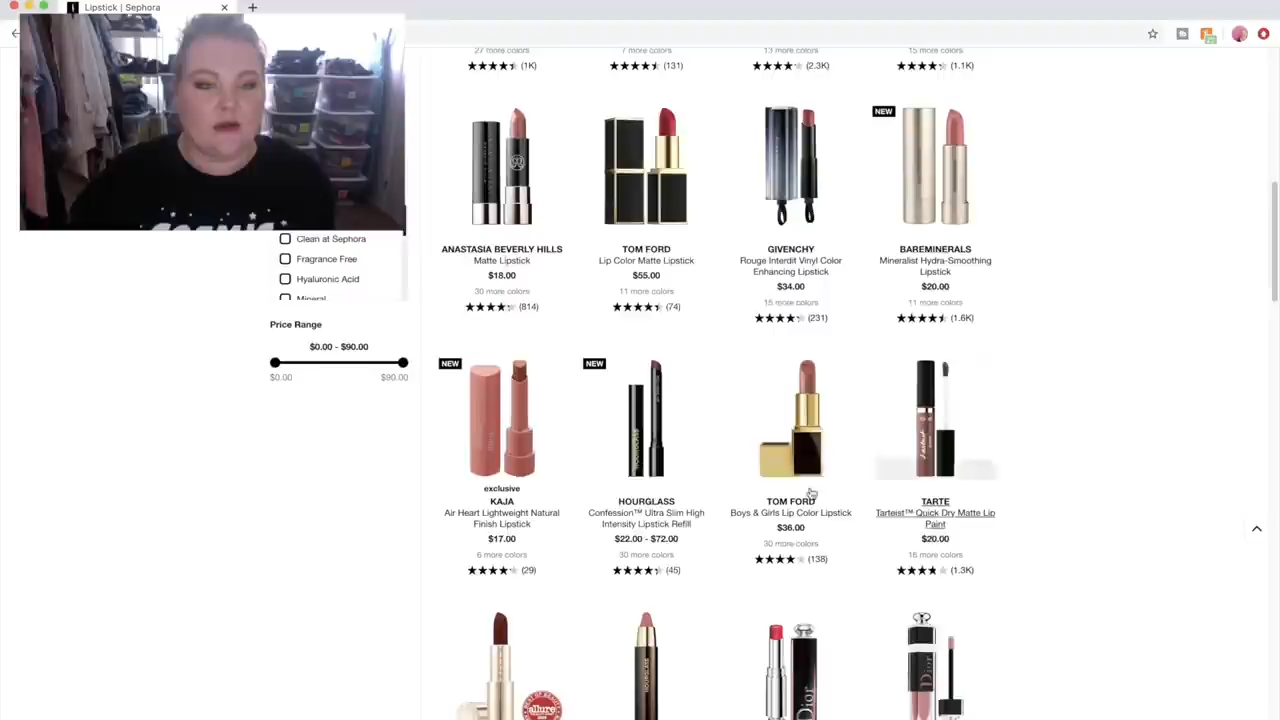 Lipstick | Sephora
27 more colors
7 more colors
13 more colors
15 more colors
(1K)
(131)
(2.3K)
(1.1K)
NEW
ANASTASIA BEVERLY HILLS
Matte Lipstick
$18.00
30 more colors
(814)
TOM FORD
Lip Color Matte Lipstick
$55.00
11 more colors
(74)
GIVENCHY
Rouge Interdit Vinyl Color
Enhancing Lipstick
$34.00
15 more colors
(231)
BAREMINERALS
Mineralist Hydra-Smoothing
Lipstick
$20.00
11 more colors
(1.6K)
COSMIC
Clean at Sephora
Fragrance Free
Hyaluronic Acid
Mineral
Price Range
$0.00 - $90.00
$0.00
$90.00
NEW
exclusive
KAJA
Air Heart Lightweight Natural
Finish Lipstick
$17.00
6 more colors
(29)
NEW
HOURGLASS
HOURGLASS
Confession™ Ultra Slim High
Intensity Lipstick Refill
$22.00 - $72.00
30 more colors
(45)
TOM FORD
Boys & Girls Lip Color Lipstick
$36.00
30 more colors
(138)
TARTE
Tarteist™ Quick Dry Matte Lip
Paint
$20.00
16 more colors
(1.3K)
allure
HOURGLASS
Dior
Dior